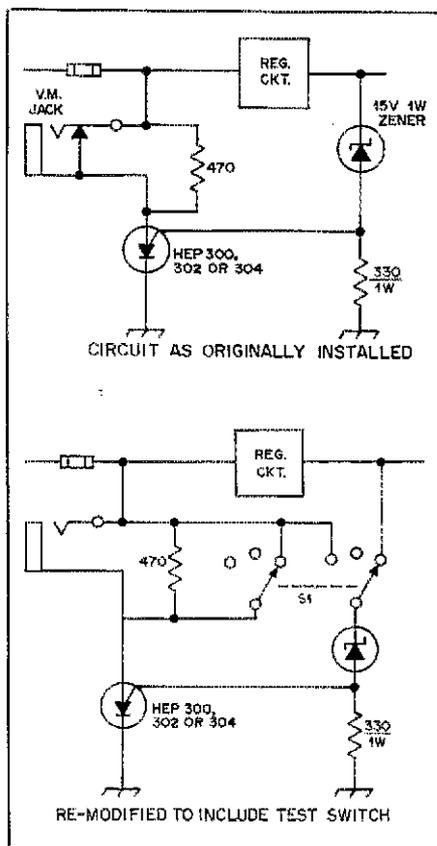 REG.
CKT.
V.M.
JACK
15V 1W
ZENER
470
HEP 300,
302 OR 304
330
1W
CIRCUIT AS ORIGINALLY INSTALLED
REG.
CKT.
470
S1
HEP 300,
302 OR 304
330
1W
RE-MODIFIED TO INCLUDE TEST SWITCH